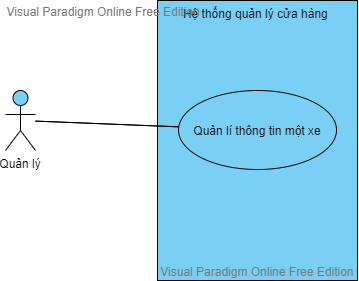 Visual Paradigm Online Free Edition
Hệ thống quản lý cửa hàng
Quản lý
Quản lí thông tin một xe
Visual Paradigm Online Free Edition